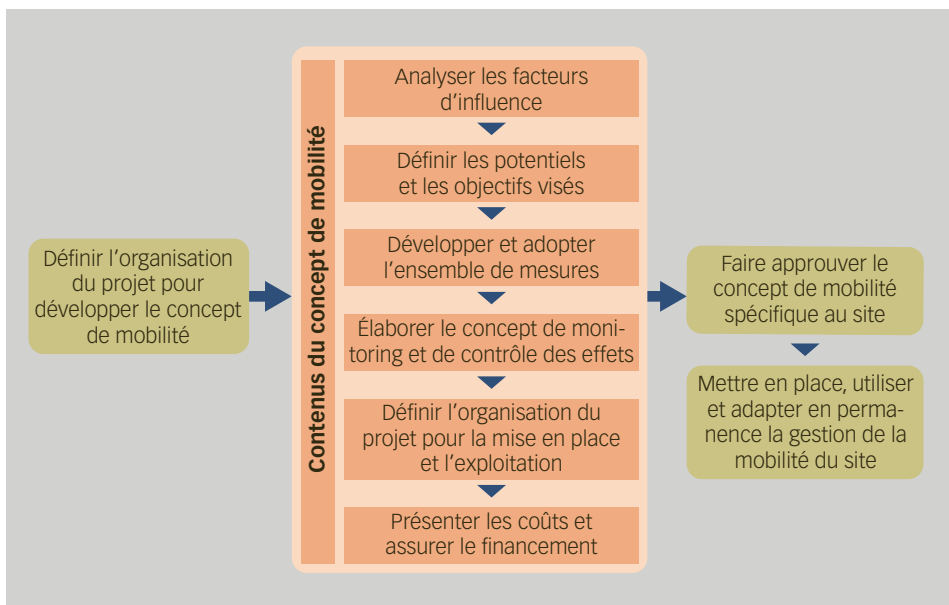 Définir l'organisation
du projet pour
développer le concept
de mobilité
Contenus du concept de mobilité
Analyser les facteurs
d'influence
Définir les potentiels
et les objectifs visés
Développer et adopter
l'ensemble de mesures
Élaborer le concept de moni-
toring et de contrôle des effets
Définir l'organisation du
projet pour la mise en place
et l'exploitation
Présenter les coûts et
assurer le financement
Faire approuver le
concept de mobilité
spécifique au site
Mettre en place, utiliser
et adapter en perma-
nence la gestion de la
mobilité du site